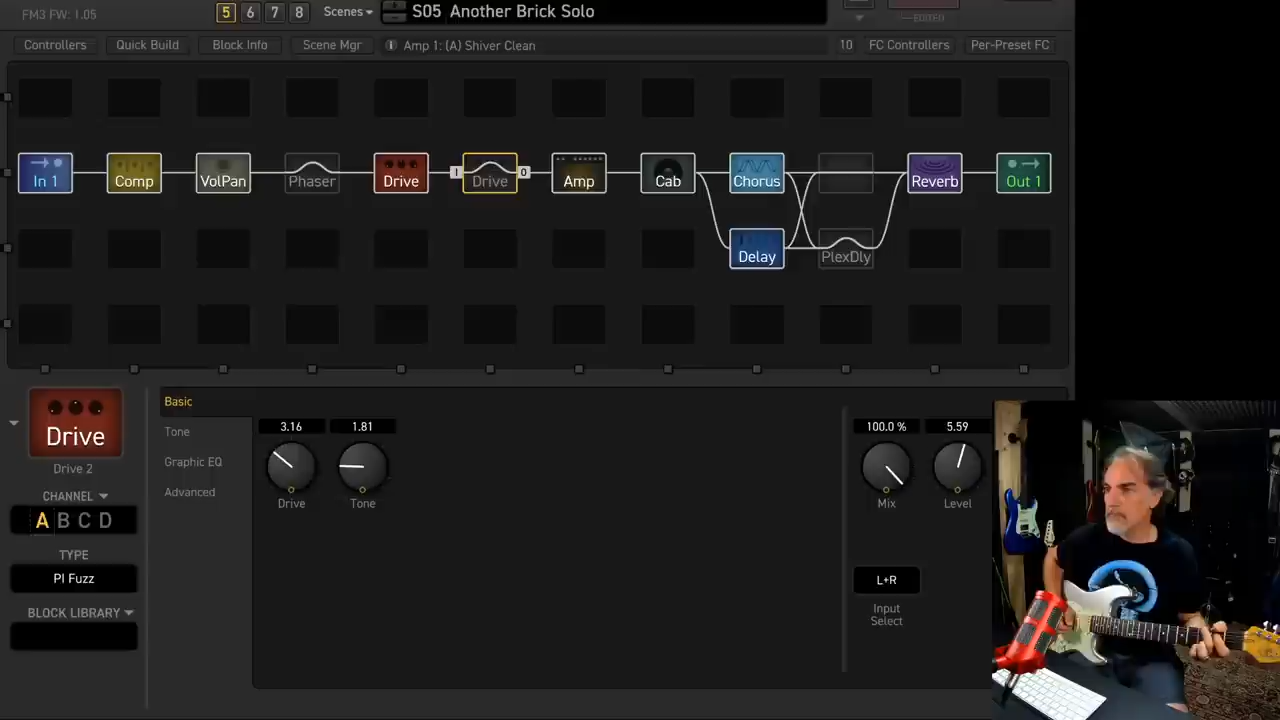 FM3 FW: 1.05
5 6 7 8 Scenes S05 Another Brick Solo
EDITED
Controllers Quick Build Block Info Scene Mgr Amp 1: (A) Shiver Clean 10 FC Controllers Per-Preset FC
In 1 Comp VolPan Phaser Drive I Drive O Amp Cab Chorus Reverb Out 1
Delay PlexDly
Drive
Drive 2
CHANNEL
A B C D
TYPE
PI Fuzz
BLOCK LIBRARY
Basic
Tone
Graphic EQ
Advanced
3.16 1.81
Drive Tone
100.0 % 5.59
Mix Level
L+R
Input
Select